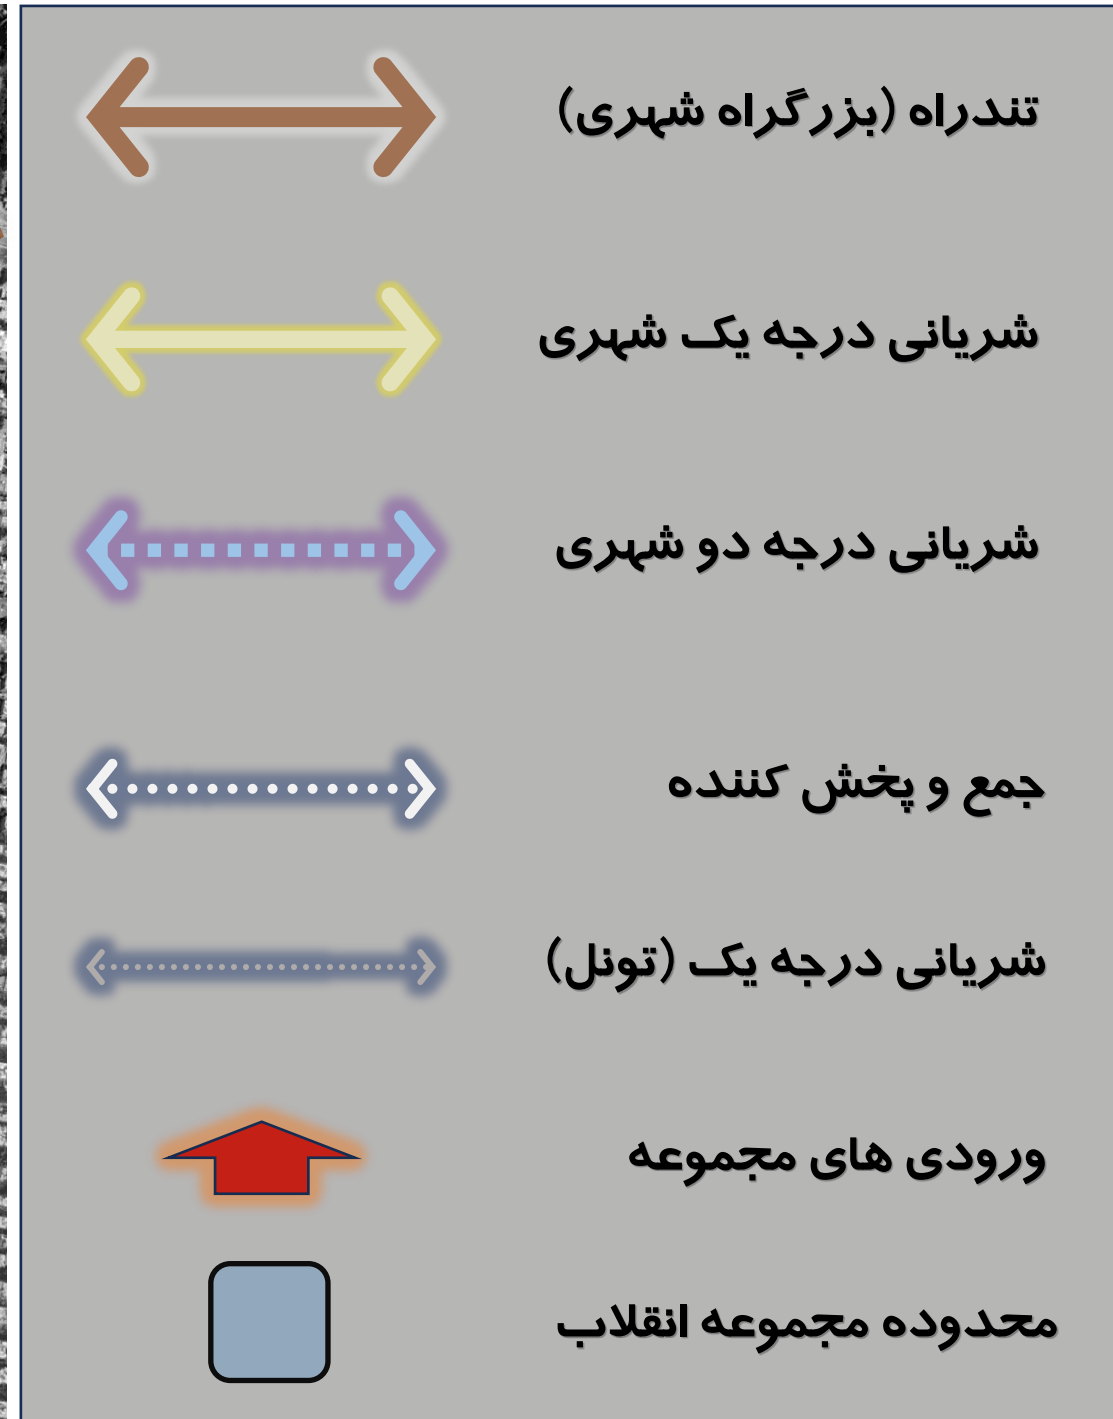 تندراه (بزرگراه شهری)
شریانی درجه یک شهری
شریانی درجه دو شهری
جمع و پخش کننده
شریانی درجه یک (تونل)
ورودی های مجموعه
محدوده مجموعه انقلاب